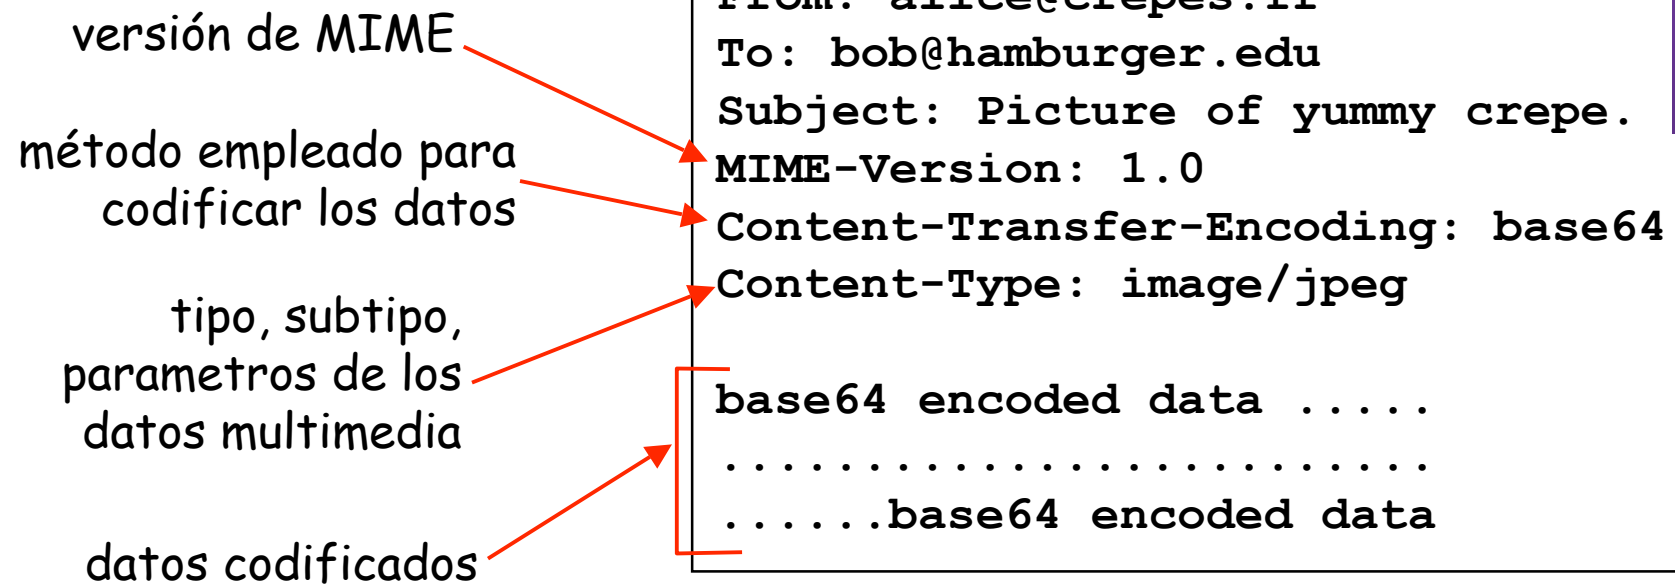 versión de MIME
método empleado para
codificar los datos
tipo, subtipo,
parametros de los
datos multimedia
datos codificados
To: bob@hamburger.edu
Subject: Picture of yummy crepe.
MIME-Version: 1.0
Content-Transfer-Encoding: base64
Content-Type: image/jpeg
base64 encoded data .....
.........................
......base64 encoded data